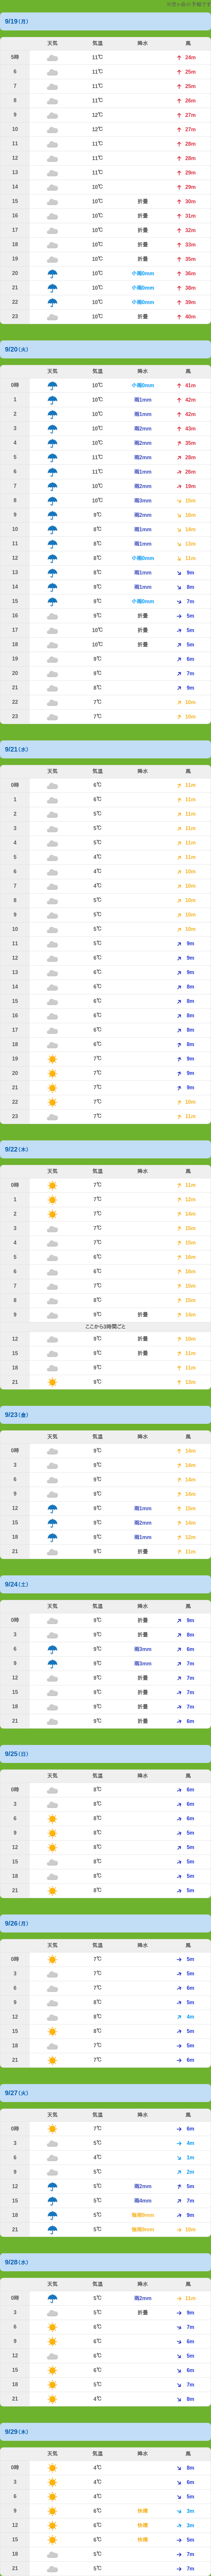 9/19(月)
天気 気温 降水 風
5時 11℃ 24m
6 11℃ 25m
7 11℃ 25m
8 11℃ 26m
9 12℃ 27m
10 12℃ 27m
11 11℃ 28m
12 11℃ 28m
13 11℃ 29m
14 10℃ 29m
15 10℃ 折畳 30m
16 10℃ 折畳 31m
17 10℃ 折畳 32m
18 10℃ 折畳 33m
19 10℃ 折畳 35m
20 10℃ 小雨0mm 36m
21 10℃ 小雨0mm 38m
22 10℃ 小雨0mm 39m
23 10℃ 折畳 40m
9/20(火)
天気 気温 降水 風
0時 10℃ 小雨0mm 41m
1 10℃ 雨1mm 42m
2 10℃ 雨1mm 42m
3 10℃ 雨2mm 43m
4 10℃ 雨2mm 35m
5 11℃ 雨2mm 28m
6 11℃ 雨1mm 26m
7 10℃ 雨2mm 19m
8 10℃ 雨3mm 15m
9 9℃ 雨2mm 16m
10 8℃ 雨1mm 14m
11 8℃ 雨1mm 13m
12 8℃ 小雨0mm 11m
13 8℃ 雨1mm 9m
14 9℃ 雨1mm 8m
15 9℃ 小雨0mm 7m
16 9℃ 折畳 5m
17 10℃ 折畳 5m
18 10℃ 折畳 5m
19 9℃ 6m
20 9℃ 7m
21 8℃ 9m
22 7℃ 10m
23 7℃ 10m
9/21(水)
天気 気温 降水 風
0時 6℃ 11m
1 6℃ 11m
2 5℃ 11m
3 5℃ 11m
4 5℃ 11m
5 4℃ 11m
6 4℃ 10m
7 4℃ 10m
8 5℃ 10m
9 5℃ 10m
10 5℃ 10m
11 5℃ 9m
12 6℃ 9m
13 6℃ 9m
14 6℃ 8m
15 6℃ 8m
16 6℃ 8m
17 6℃ 8m
18 6℃ 8m
19 7℃ 9m
20 7℃ 9m
21 7℃ 9m
22 7℃ 10m
23 7℃ 11m
9/22(木)
天気 気温 降水 風
0時 7℃ 11m
1 7℃ 12m
2 7℃ 14m
3 7℃ 15m
4 7℃ 15m
5 6℃ 16m
6 6℃ 16m
7 7℃ 15m
8 8℃ 15m
9 9℃ 折畳 14m
ここから3時間ごと
12 9℃ 折畳 10m
15 9℃ 折畳 11m
18 9℃ 11m
21 9℃ 13m
9/23(金)
天気 気温 降水 風
0時 9℃ 14m
3 9℃ 14m
6 9℃ 14m
9 9℃ 14m
12 9℃ 雨1mm 15m
15 9℃ 雨2mm 14m
18 9℃ 雨1mm 12m
21 9℃ 折畳 11m
9/24(土)
天気 気温 降水 風
0時 9℃ 折畳 9m
3 9℃ 折畳 8m
6 9℃ 雨3mm 6m
9 9℃ 雨3mm 7m
12 9℃ 折畳 7m
15 9℃ 折畳 7m
18 9℃ 折畳 7m
21 9℃ 折畳 6m
9/25(日)
天気 気温 降水 風
0時 8℃ 6m
3 8℃ 6m
6 8℃ 6m
9 8℃ 5m
12 8℃ 5m
15 8℃ 5m
18 8℃ 5m
21 8℃ 5m
9/26(月)
天気 気温 降水 風
0時 7℃ 5m
3 7℃ 5m
6 7℃ 6m
9 8℃ 5m
12 8℃ 4m
15 8℃ 5m
18 7℃ 5m
21 7℃ 6m
9/27(火)
天気 気温 降水 風
0時 7℃ 6m
3 5℃ 4m
6 4℃ 1m
9 5℃ 2m
12 5℃ 雨2mm 5m
15 5℃ 雨4mm 7m
18 5℃ 9m
21 5℃ 10m
9/28(水)
天気 気温 降水 風
0時 5℃ 雨2mm 11m
3 5℃ 折畳 9m
6 6℃ 7m
9 6℃ 6m
12 6℃ 5m
15 6℃ 6m
18 5℃ 7m
21 4℃ 8m
9/29(木)
天気 気温 降水 風
0時 4℃ 8m
3 4℃ 6m
6 4℃ 5m
9 6℃ 快携 3m
12 6℃ 快携 3m
15 6℃ 快携 5m
18 5℃ 7m
21 5℃ 7m